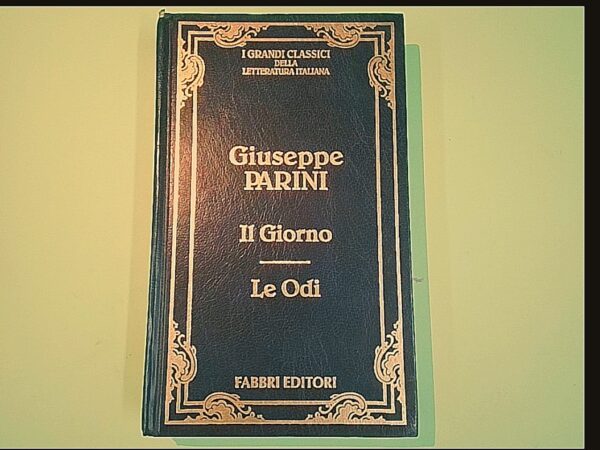 I GRANDI CLASSICI
DELLA
LETTERATURA ITALIANA
Giuseppe
PARINI
Il Giorno
Le Odi
FABBRI EDITORI